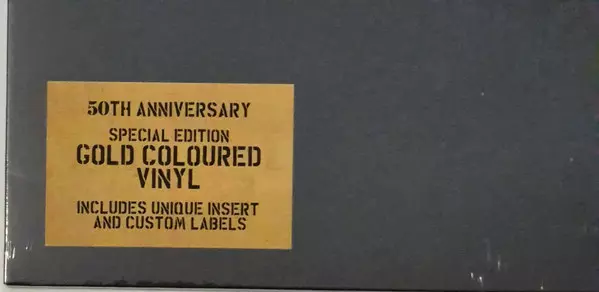 50TH ANNIVERSARY
SPECIAL EDITION
GOLD COLOURED
VINYL
INCLUDES UNIQUE INSERT
AND CUSTOM LABELS